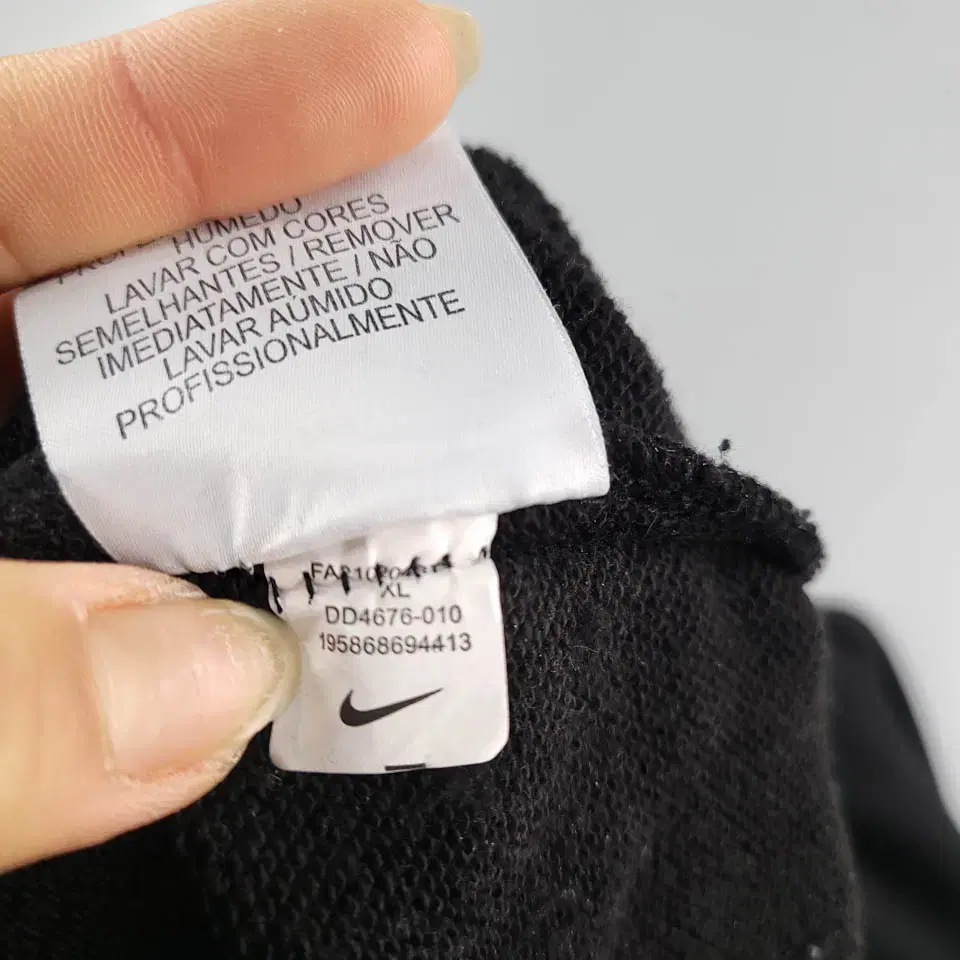 HUMEDO
LAVAR COM CORES
SEMELHANTES / REMOVER
IMEDIATAMENTE / NÃO
LAVAR AÚMIDO
PROFISSIONALMENTE
XL
DD4676-010
195868694413